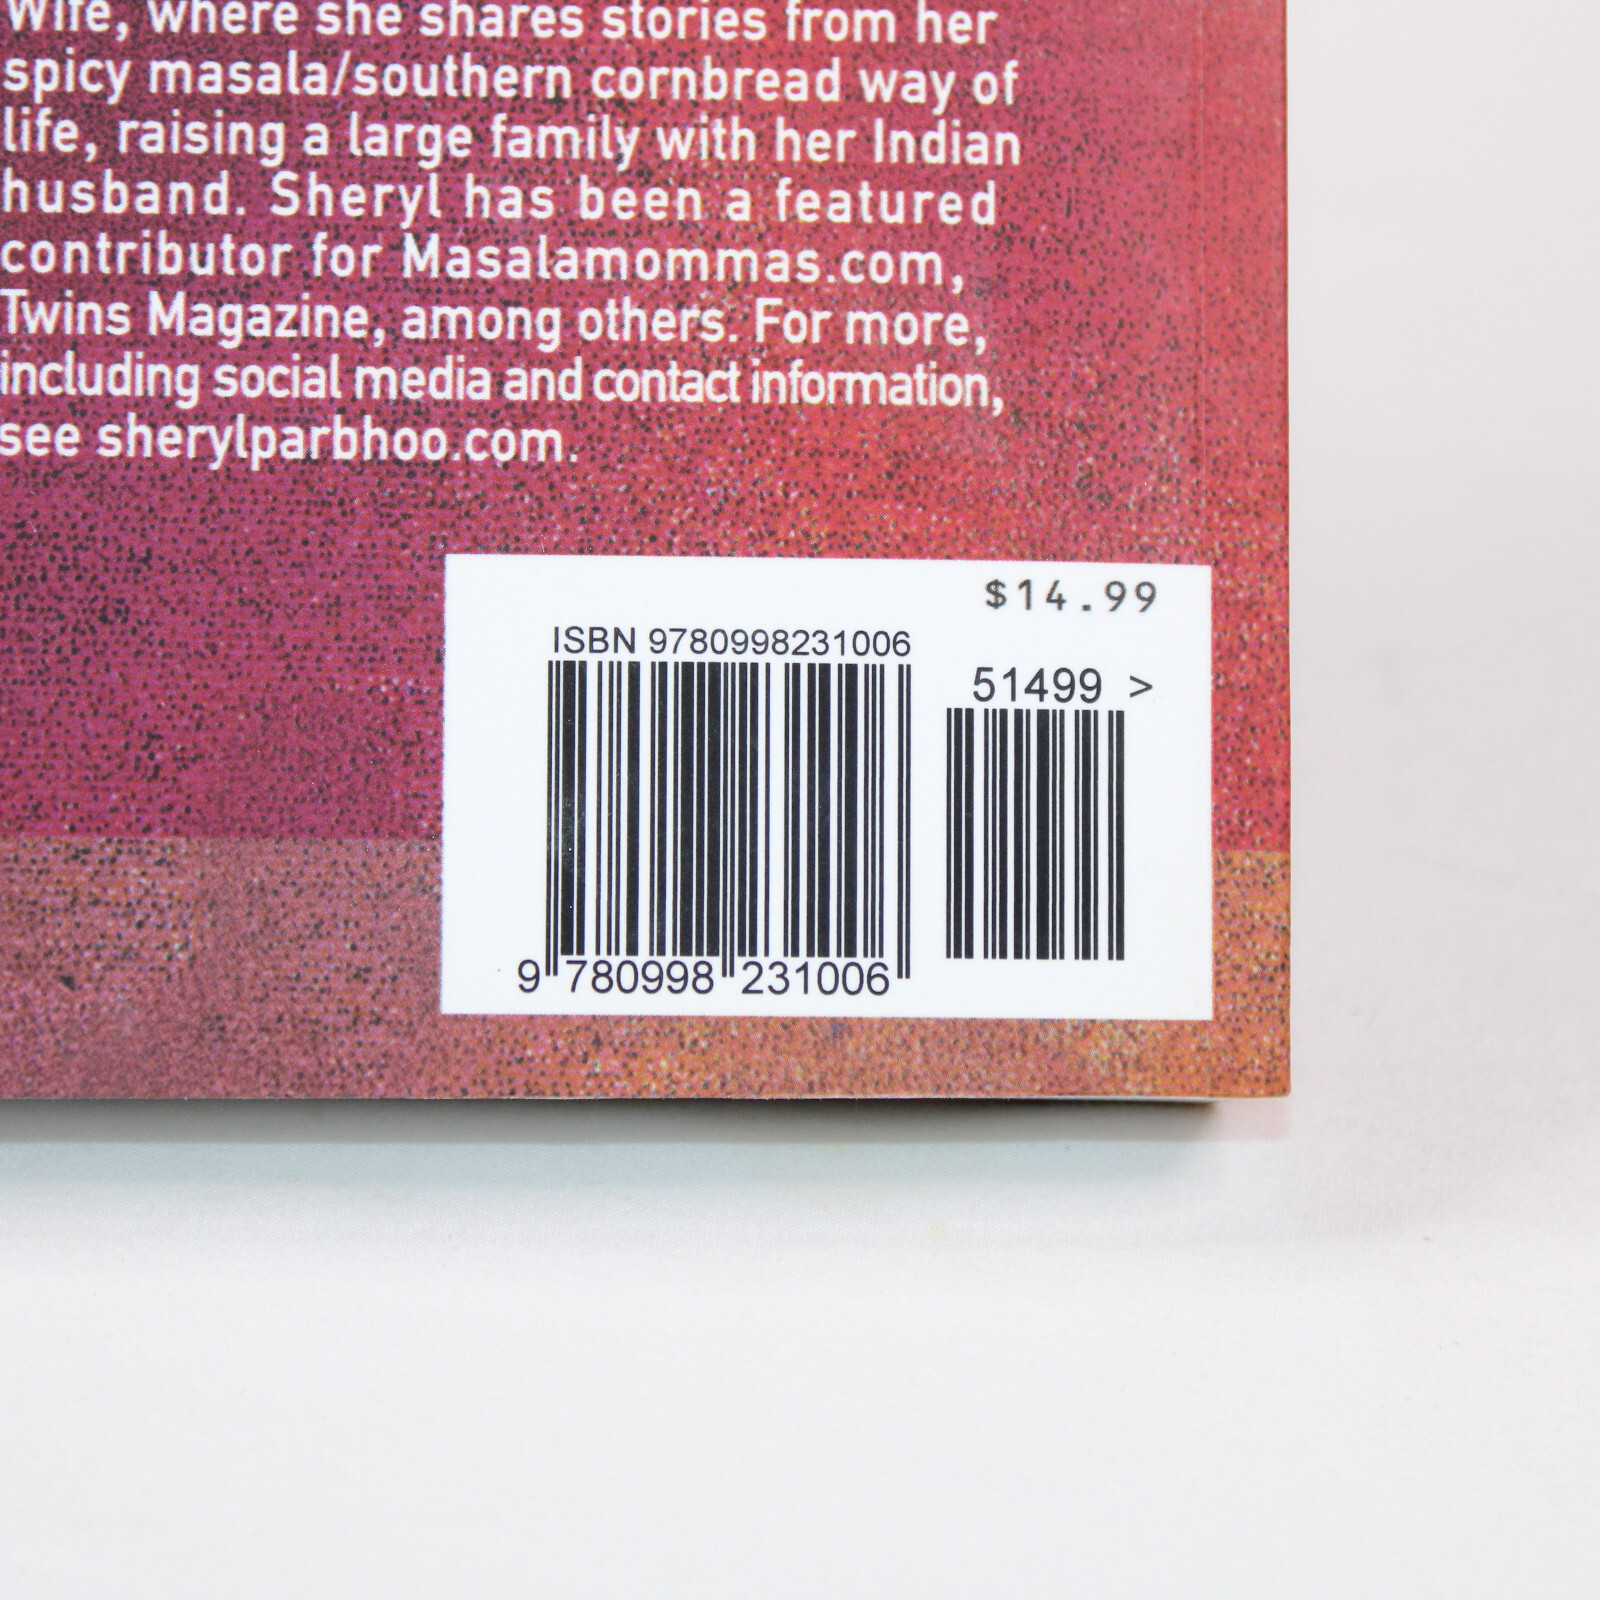 Wife, where she shares stories from her
spicy masala/southern cornbread way of
life, raising a large family with her Indian
husband. Sheryl has been a featured
contributor for Masalamommas.com,
Twins Magazine, among others. For more,
including social media and contact information,
see sherylparbhoo.com.
$14.99
ISBN 9780998231006
51499 >
9 780998 231006